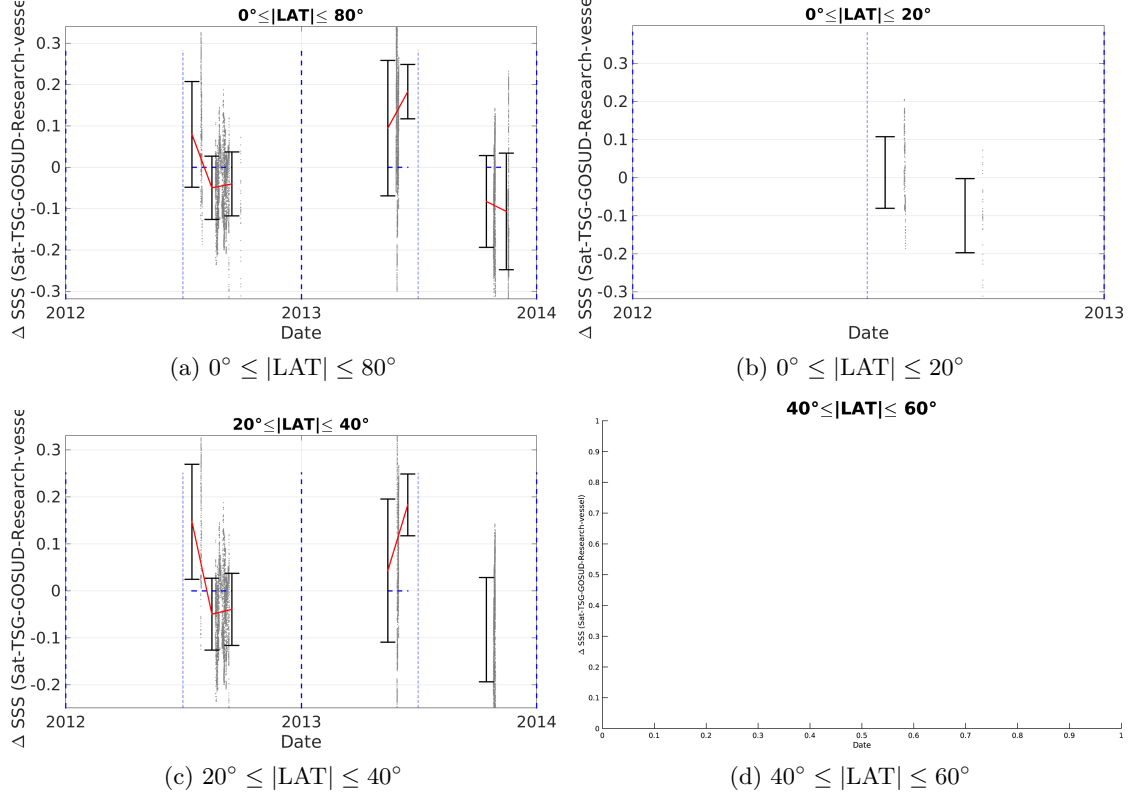 0°≤|LAT|≤ 80°
Δ SSS (Sat-TSG-GOSUD-Research-vesse
0.3
0.2
0.1
0
-0.1
-0.2
-0.3
2012 2013 2014
Date
(a) 0° ≤ |LAT| ≤ 80°
0°≤|LAT|≤ 20°
Δ SSS (Sat-TSG-GOSUD-Research-vesse
0.3
0.2
0.1
0
-0.1
-0.2
-0.3
2012 2013
Date
(b) 0° ≤ |LAT| ≤ 20°
20°≤|LAT|≤ 40°
Δ SSS (Sat-TSG-GOSUD-Research-vesse
0.3
0.2
0.1
0
-0.1
-0.2
2012 2013 2014
Date
(c) 20° ≤ |LAT| ≤ 40°
40°≤|LAT|≤ 60°
Δ SSS (Sat-TSG-GOSUD-Research-vessel)
1
0.9
0.8
0.7
0.6
0.5
0.4
0.3
0.2
0.1
0
0 0.1 0.2 0.3 0.4 0.5 0.6 0.7 0.8 0.9 1
Date
(d) 40° ≤ |LAT| ≤ 60°